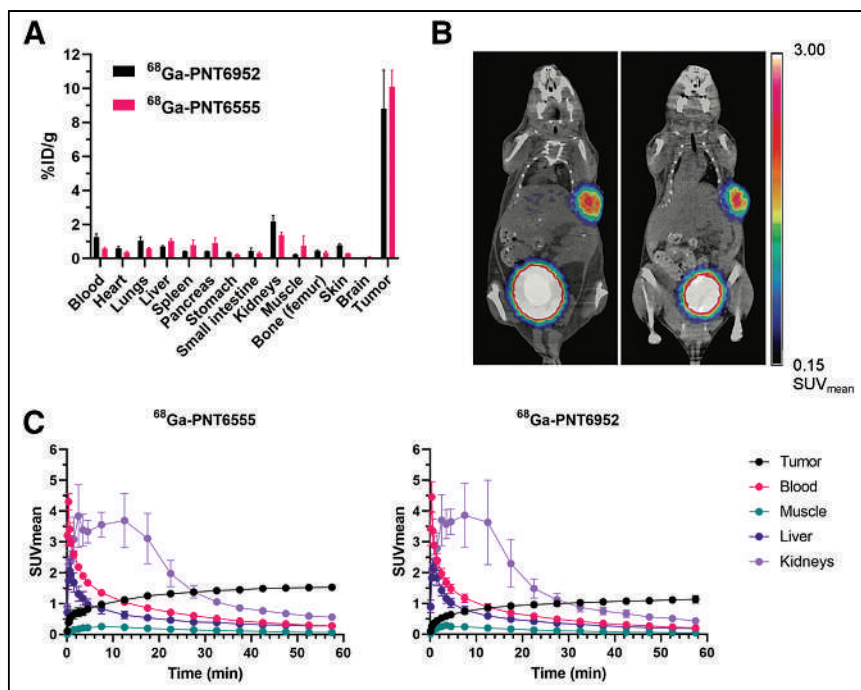 A
12
10
8
6
4
2
0
%ID/g
⁶⁸Ga-PNT6952
⁶⁸Ga-PNT6555
Blood
Heart
Lungs
Liver
Spleen
Pancreas
Stomach
Small intestine
Kidneys
Muscle
Bone (femur)
Skin
Brain
Tumor
B
3.00
0.15
SUVmean
C
⁶⁸Ga-PNT6555
6
5
4
3
2
1
0
SUVmean
0 10 20 30 40 50 60
Time (min)
⁶⁸Ga-PNT6952
6
5
4
3
2
1
0
SUVmean
0 10 20 30 40 50 60
Time (min)
Tumor
Blood
Muscle
Liver
Kidneys